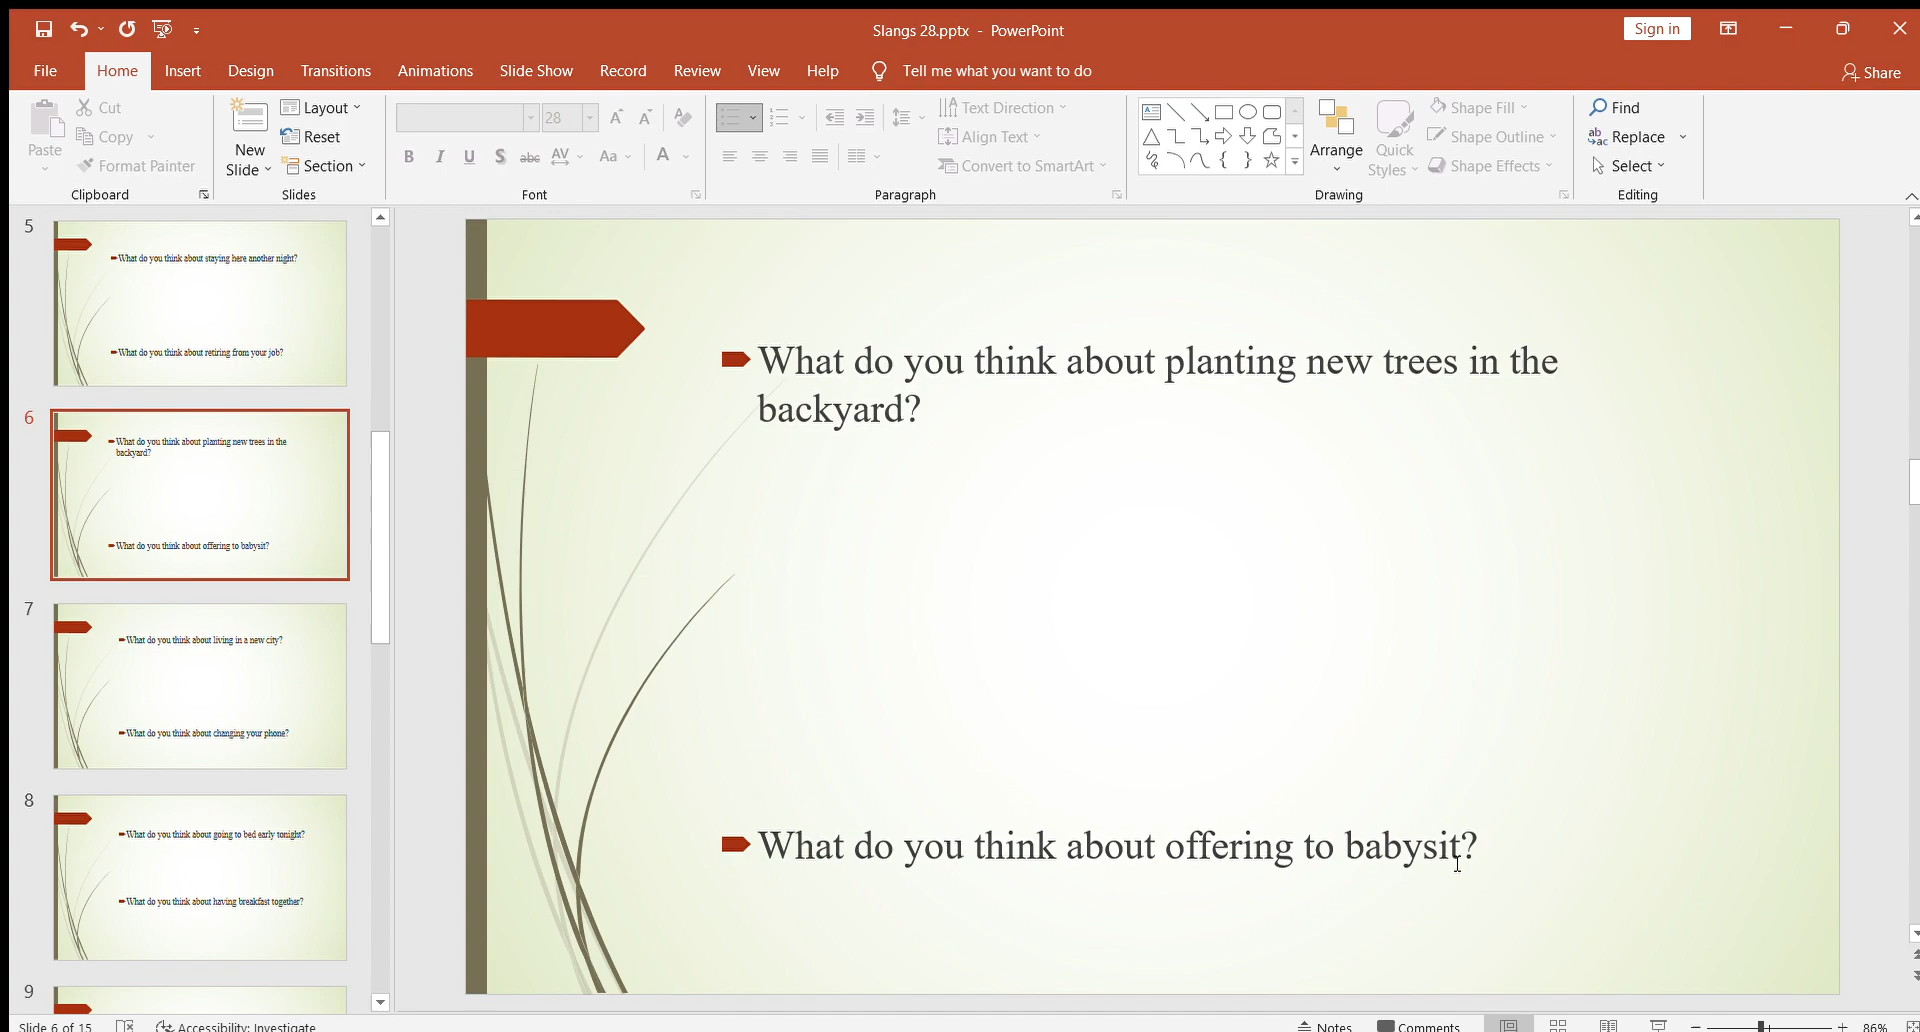 Slangs 28.pptx - PowerPoint
Sign in
File Home Insert Design Transitions Animations Slide Show Record Review View Help Tell me what you want to do
Share
Paste
Cut
Copy
Format Painter
Clipboard
New Slide
Layout
Reset
Section
Slides
28
B I U S abc AV Aa A
Font
Text Direction
Align Text
Convert to SmartArt
Paragraph
Arrange
Quick Styles
Shape Fill
Shape Outline
Shape Effects
Drawing
Find
Replace
Select
Editing
5
What do you think about staying here another night?
What do you think about retiring from your job?
6
What do you think about planting new trees in the
backyard?
What do you think about offering to babysit?
7
What do you think about living in a new city?
What do you think about changing your phone?
8
What do you think about going to bed early tonight?
What do you think about having breakfast together?
9
What do you think about planting new trees in the
backyard?
What do you think about offering to babysit?
Slide 6 of 15 Accessibility: Investigate Notes Comments 86%